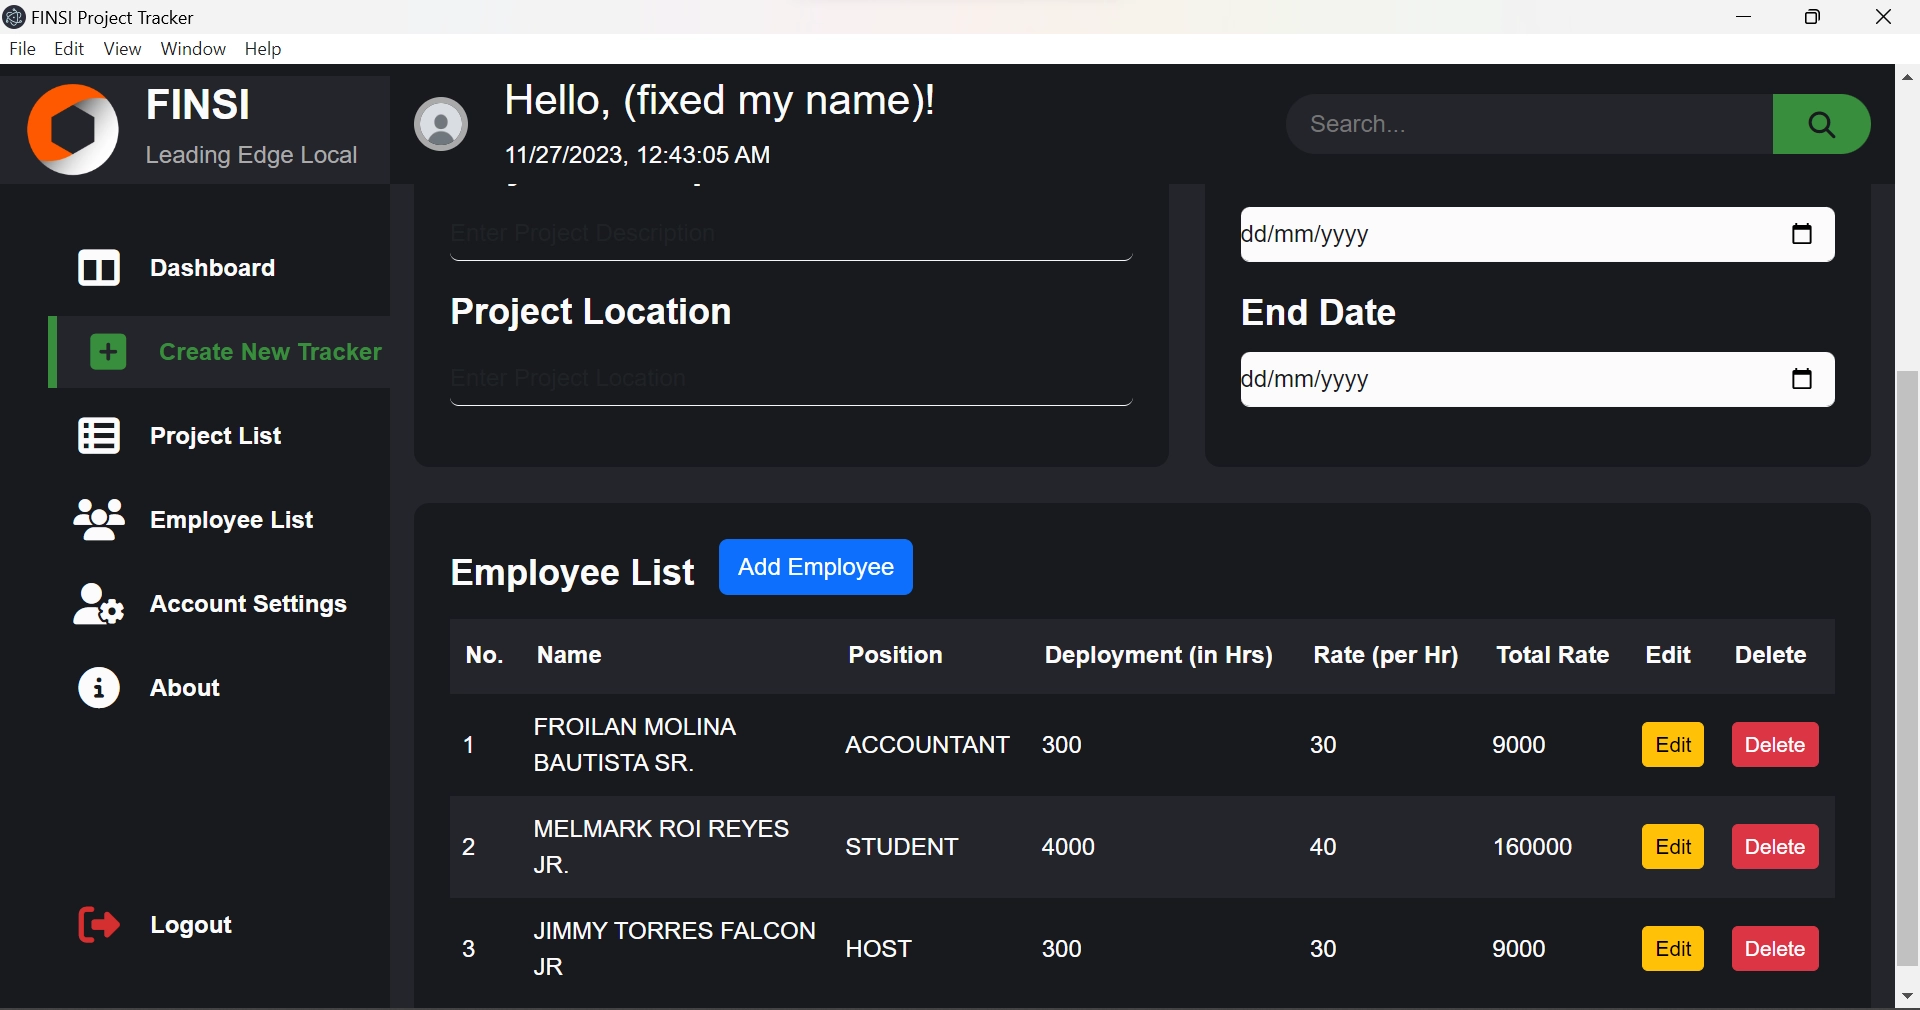 FINSI Project Tracker
File Edit View Window Help
FINSI
Leading Edge Local
Hello, (fixed my name)!
11/27/2023, 12:43:05 AM
Search...
Dashboard
Create New Tracker
Project List
Employee List
Account Settings
About
Logout
Enter Project Description
Project Location
Enter Project Location
dd/mm/yyyy
End Date
dd/mm/yyyy
Employee List Add Employee
No. Name Position Deployment (in Hrs) Rate (per Hr) Total Rate Edit Delete
1 FROILAN MOLINA ACCOUNTANT 300 30 9000 Edit Delete
BAUTISTA SR.
2 MELMARK ROI REYES STUDENT 4000 40 160000 Edit Delete
JR.
3 JIMMY TORRES FALCON HOST 300 30 9000 Edit Delete
JR